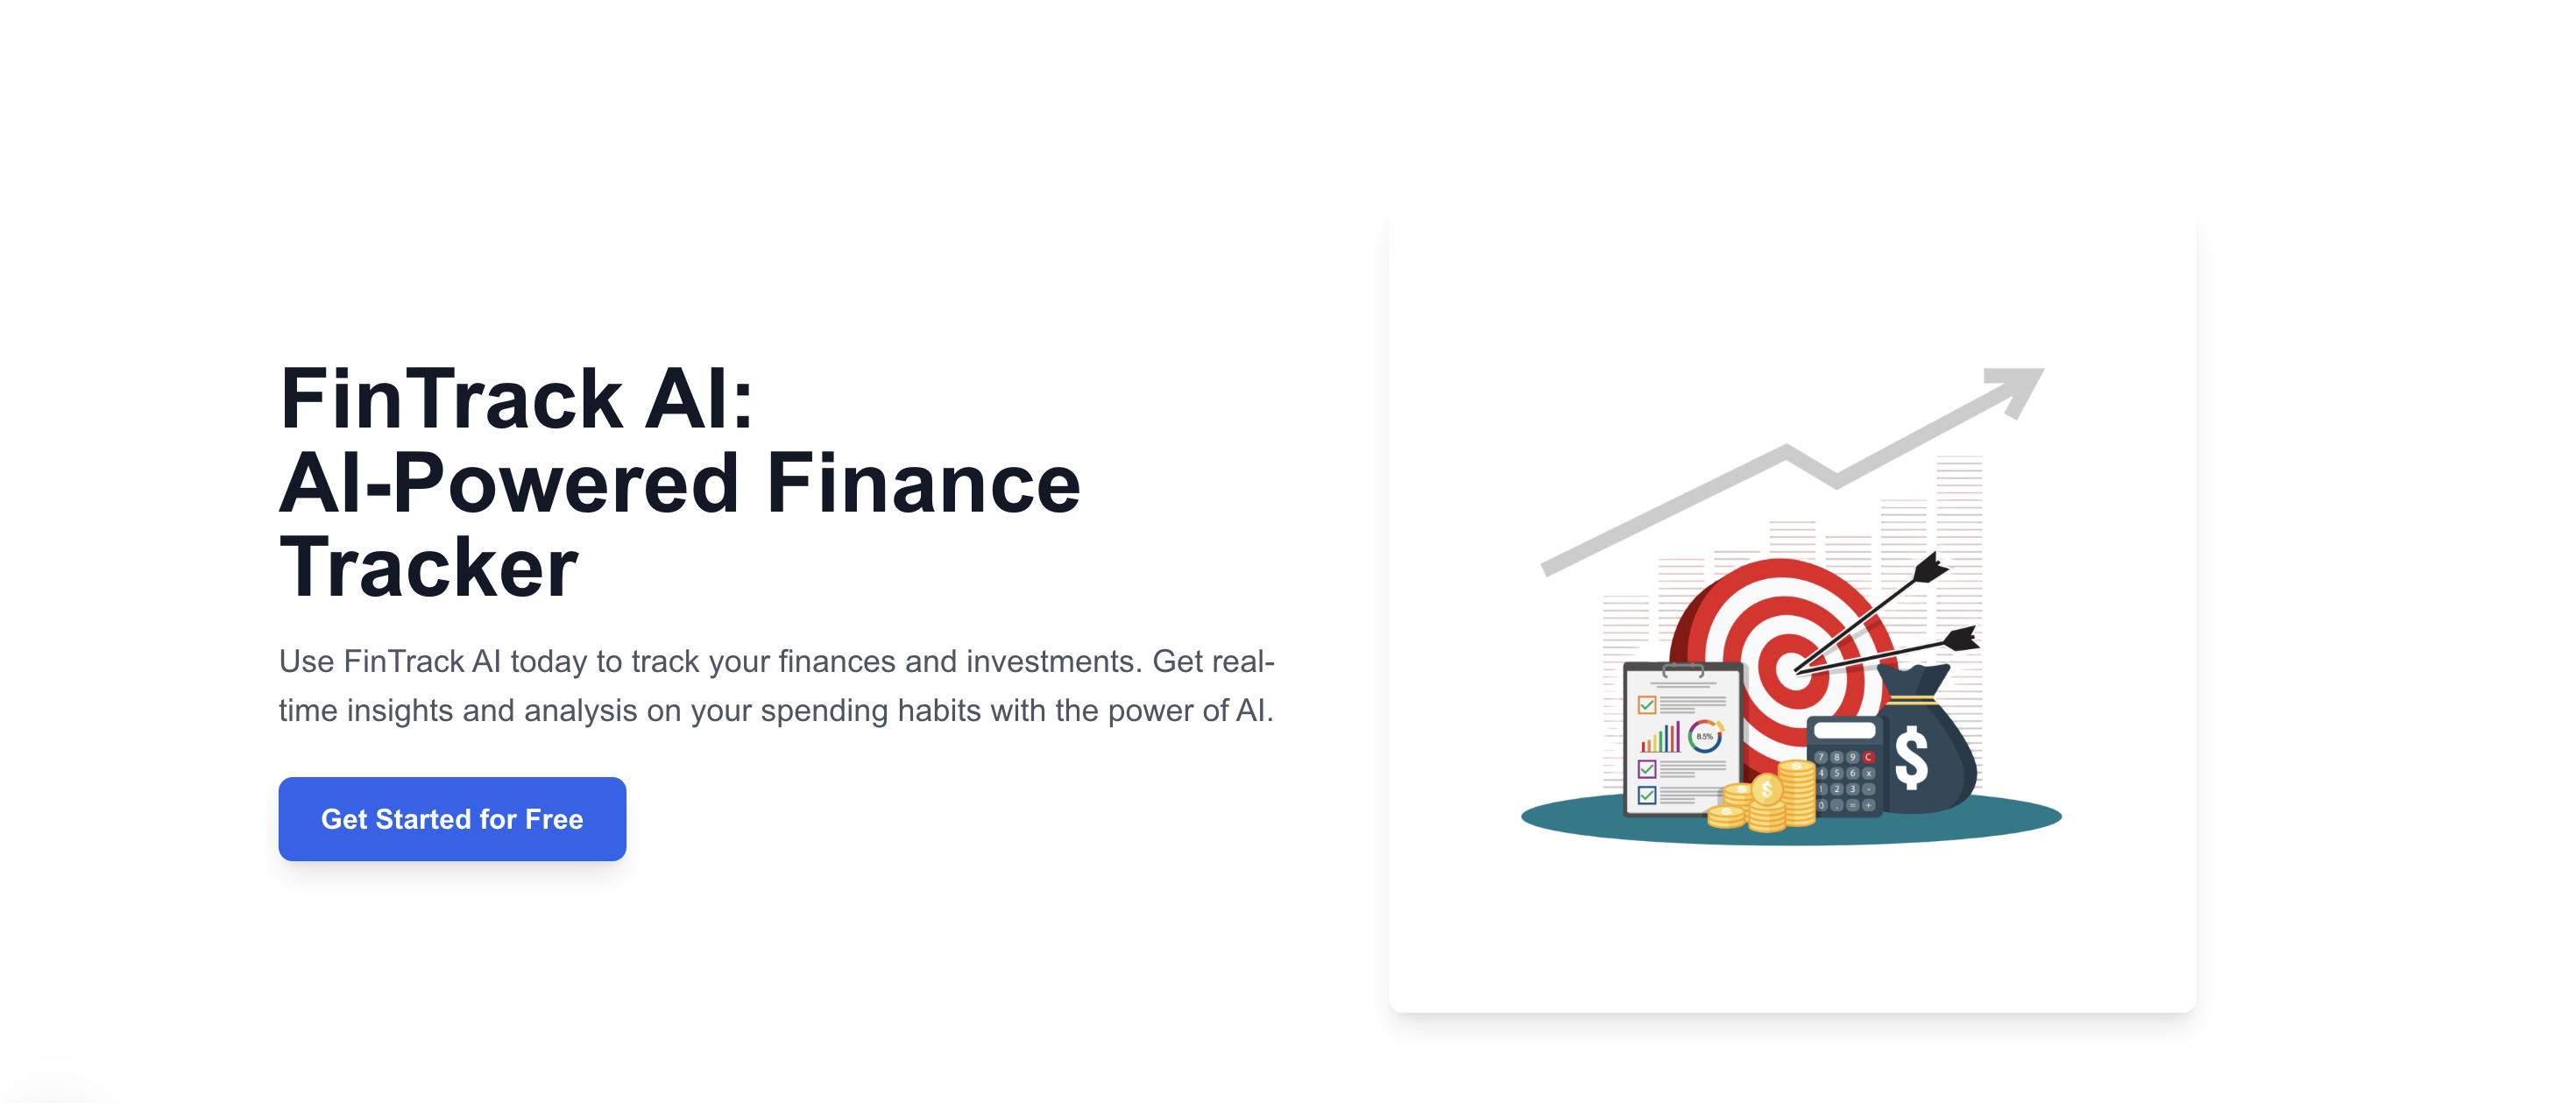 FinTrack AI:
AI-Powered Finance
Tracker
Use FinTrack AI today to track your finances and investments. Get real-
time insights and analysis on your spending habits with the power of AI.
Get Started for Free
8.5%
$
$
7 8 9 C
4 5 6 x
1 2 3 -
0 . = +